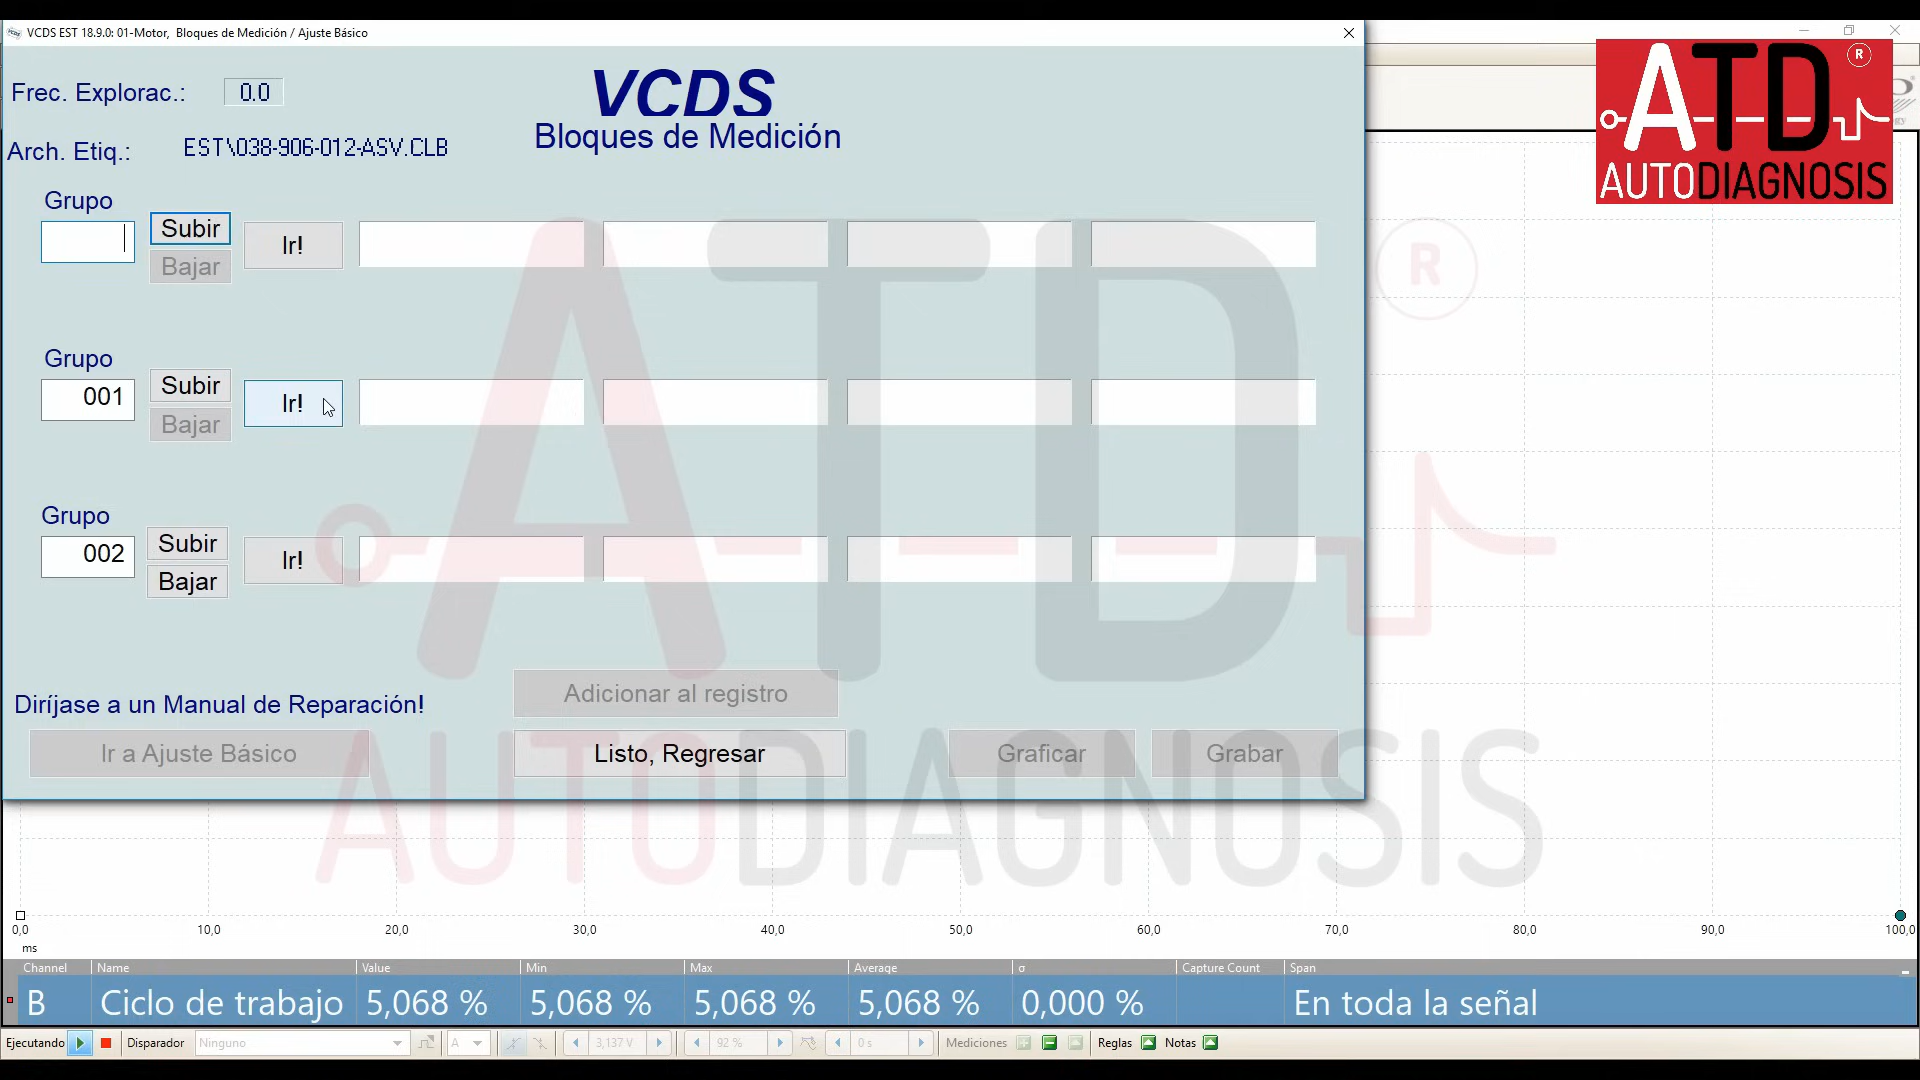 VCDS EST 18.9.0: 01-Motor, Bloques de Medición / Ajuste Básico
Frec. Explorac.: 0.0
VCDS
Bloques de Medición
Arch. Etiq.: EST\038-906-012-ASV.CLB
ATD
®
AUTODIAGNOSIS
Grupo
Subir
Bajar
Ir!
Grupo
001
Subir
Bajar
Ir!
Grupo
002
Subir
Bajar
Ir!
ATD
®
AUTODIAGNOSIS
Adicionar al registro
Diríjase a un Manual de Reparación!
Ir a Ajuste Básico
Listo, Regresar
Graficar
Grabar
0,0 10,0 20,0 30,0 40,0 50,0 60,0 70,0 80,0 90,0 100,0
ms
Channel Name Value Min Max Average σ Capture Count Span
B Ciclo de trabajo 5,068 % 5,068 % 5,068 % 5,068 % 0,000 % En toda la señal
Ejecutando Disparador Ninguno A 3,137 V 92 % 0 s Mediciones Reglas Notas